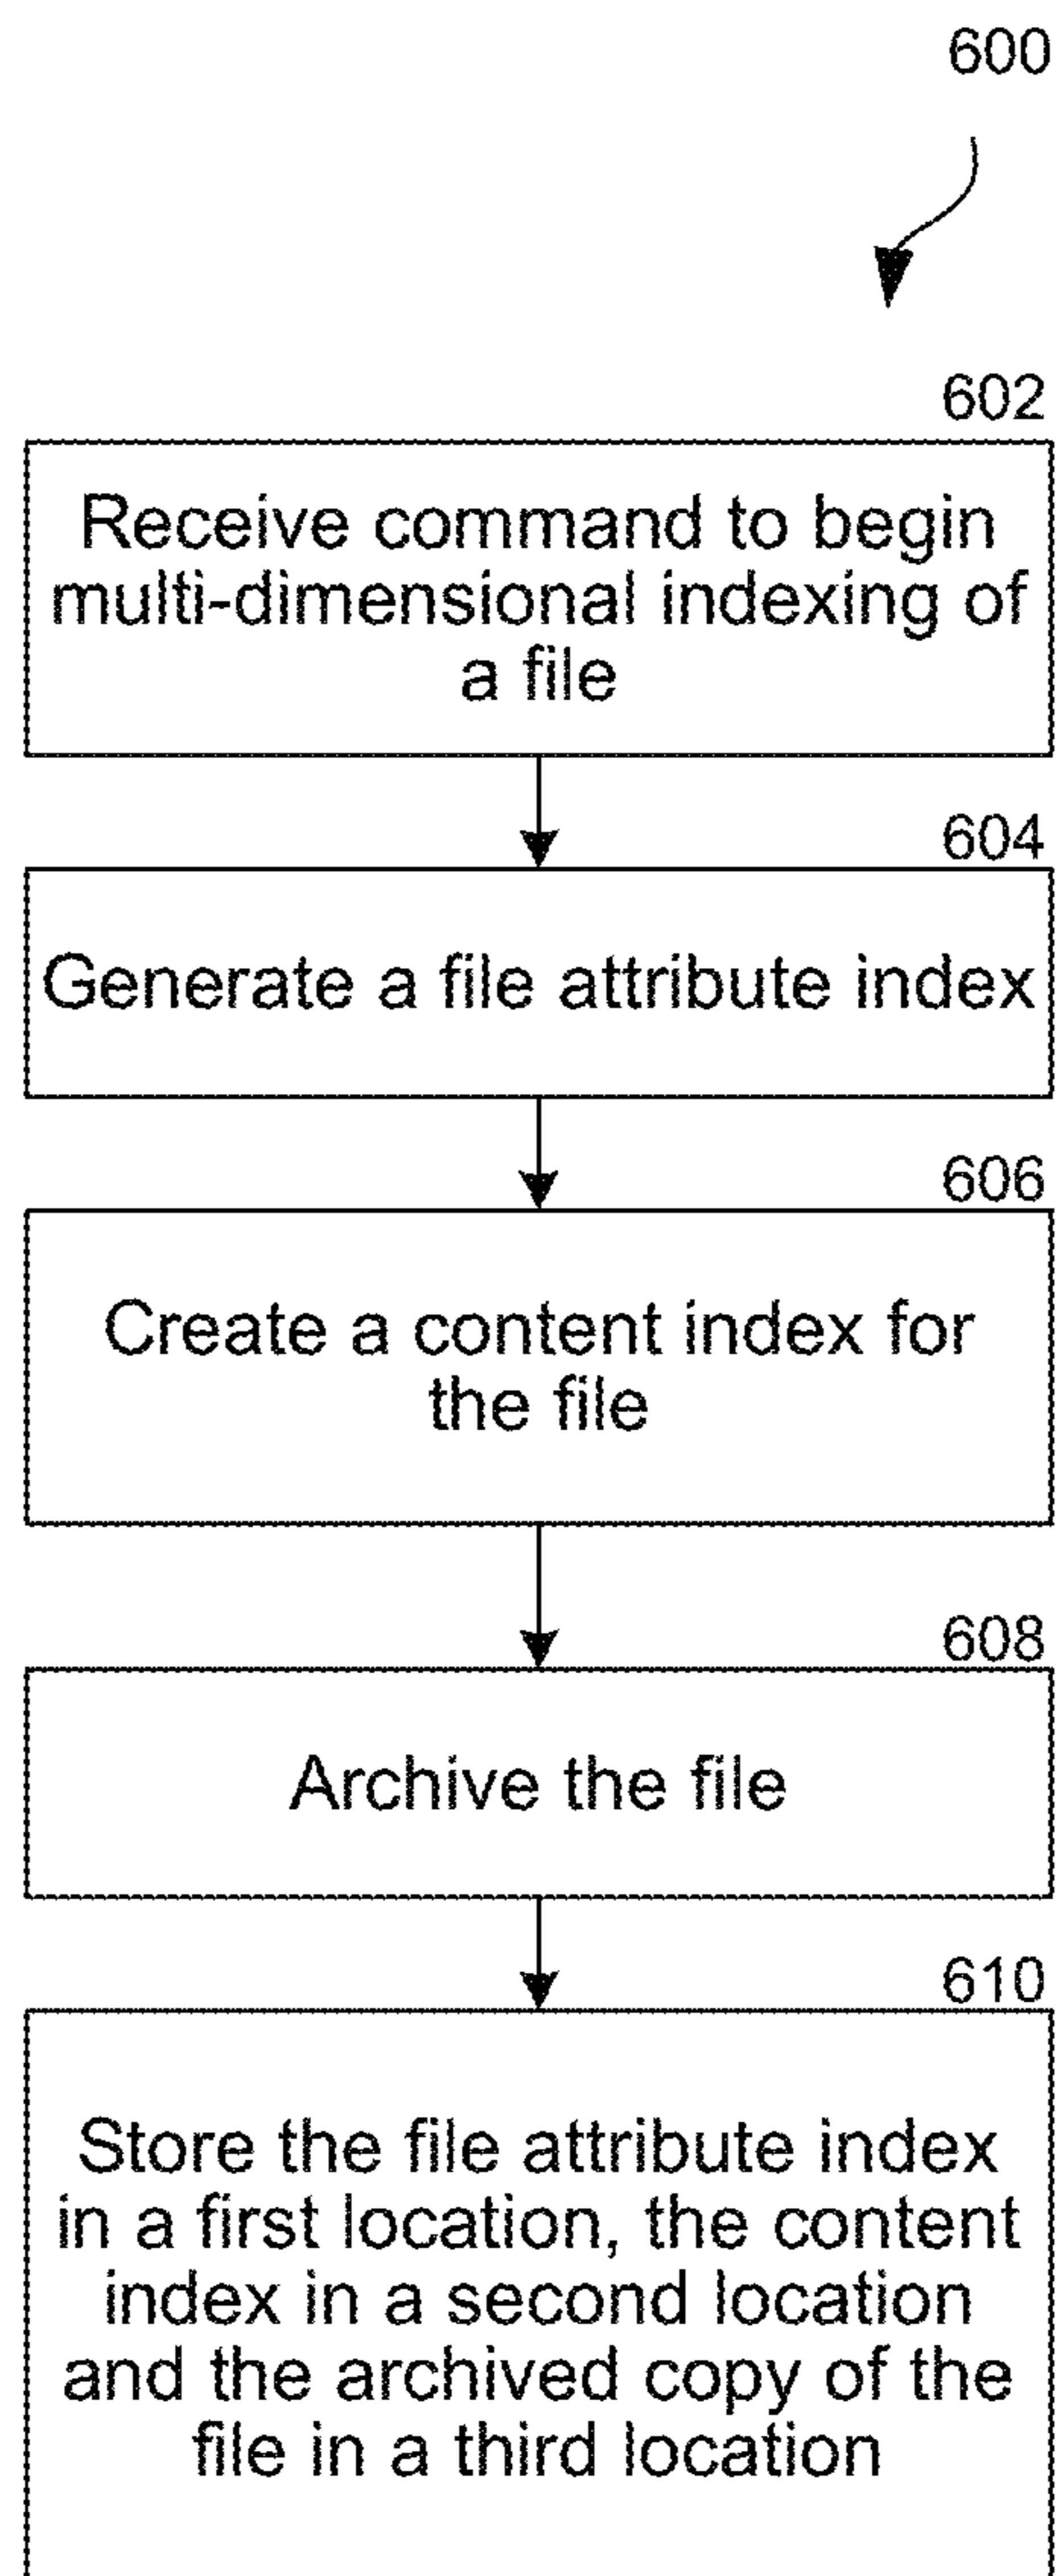 600
602
Receive command to begin
multi-dimensional indexing of
a file
604
Generate a file attribute index
606
Create a content index for
the file
608
Archive the file
610
Store the file attribute index
in a first location, the content
index in a second location
and the archived copy of the
file in a third location